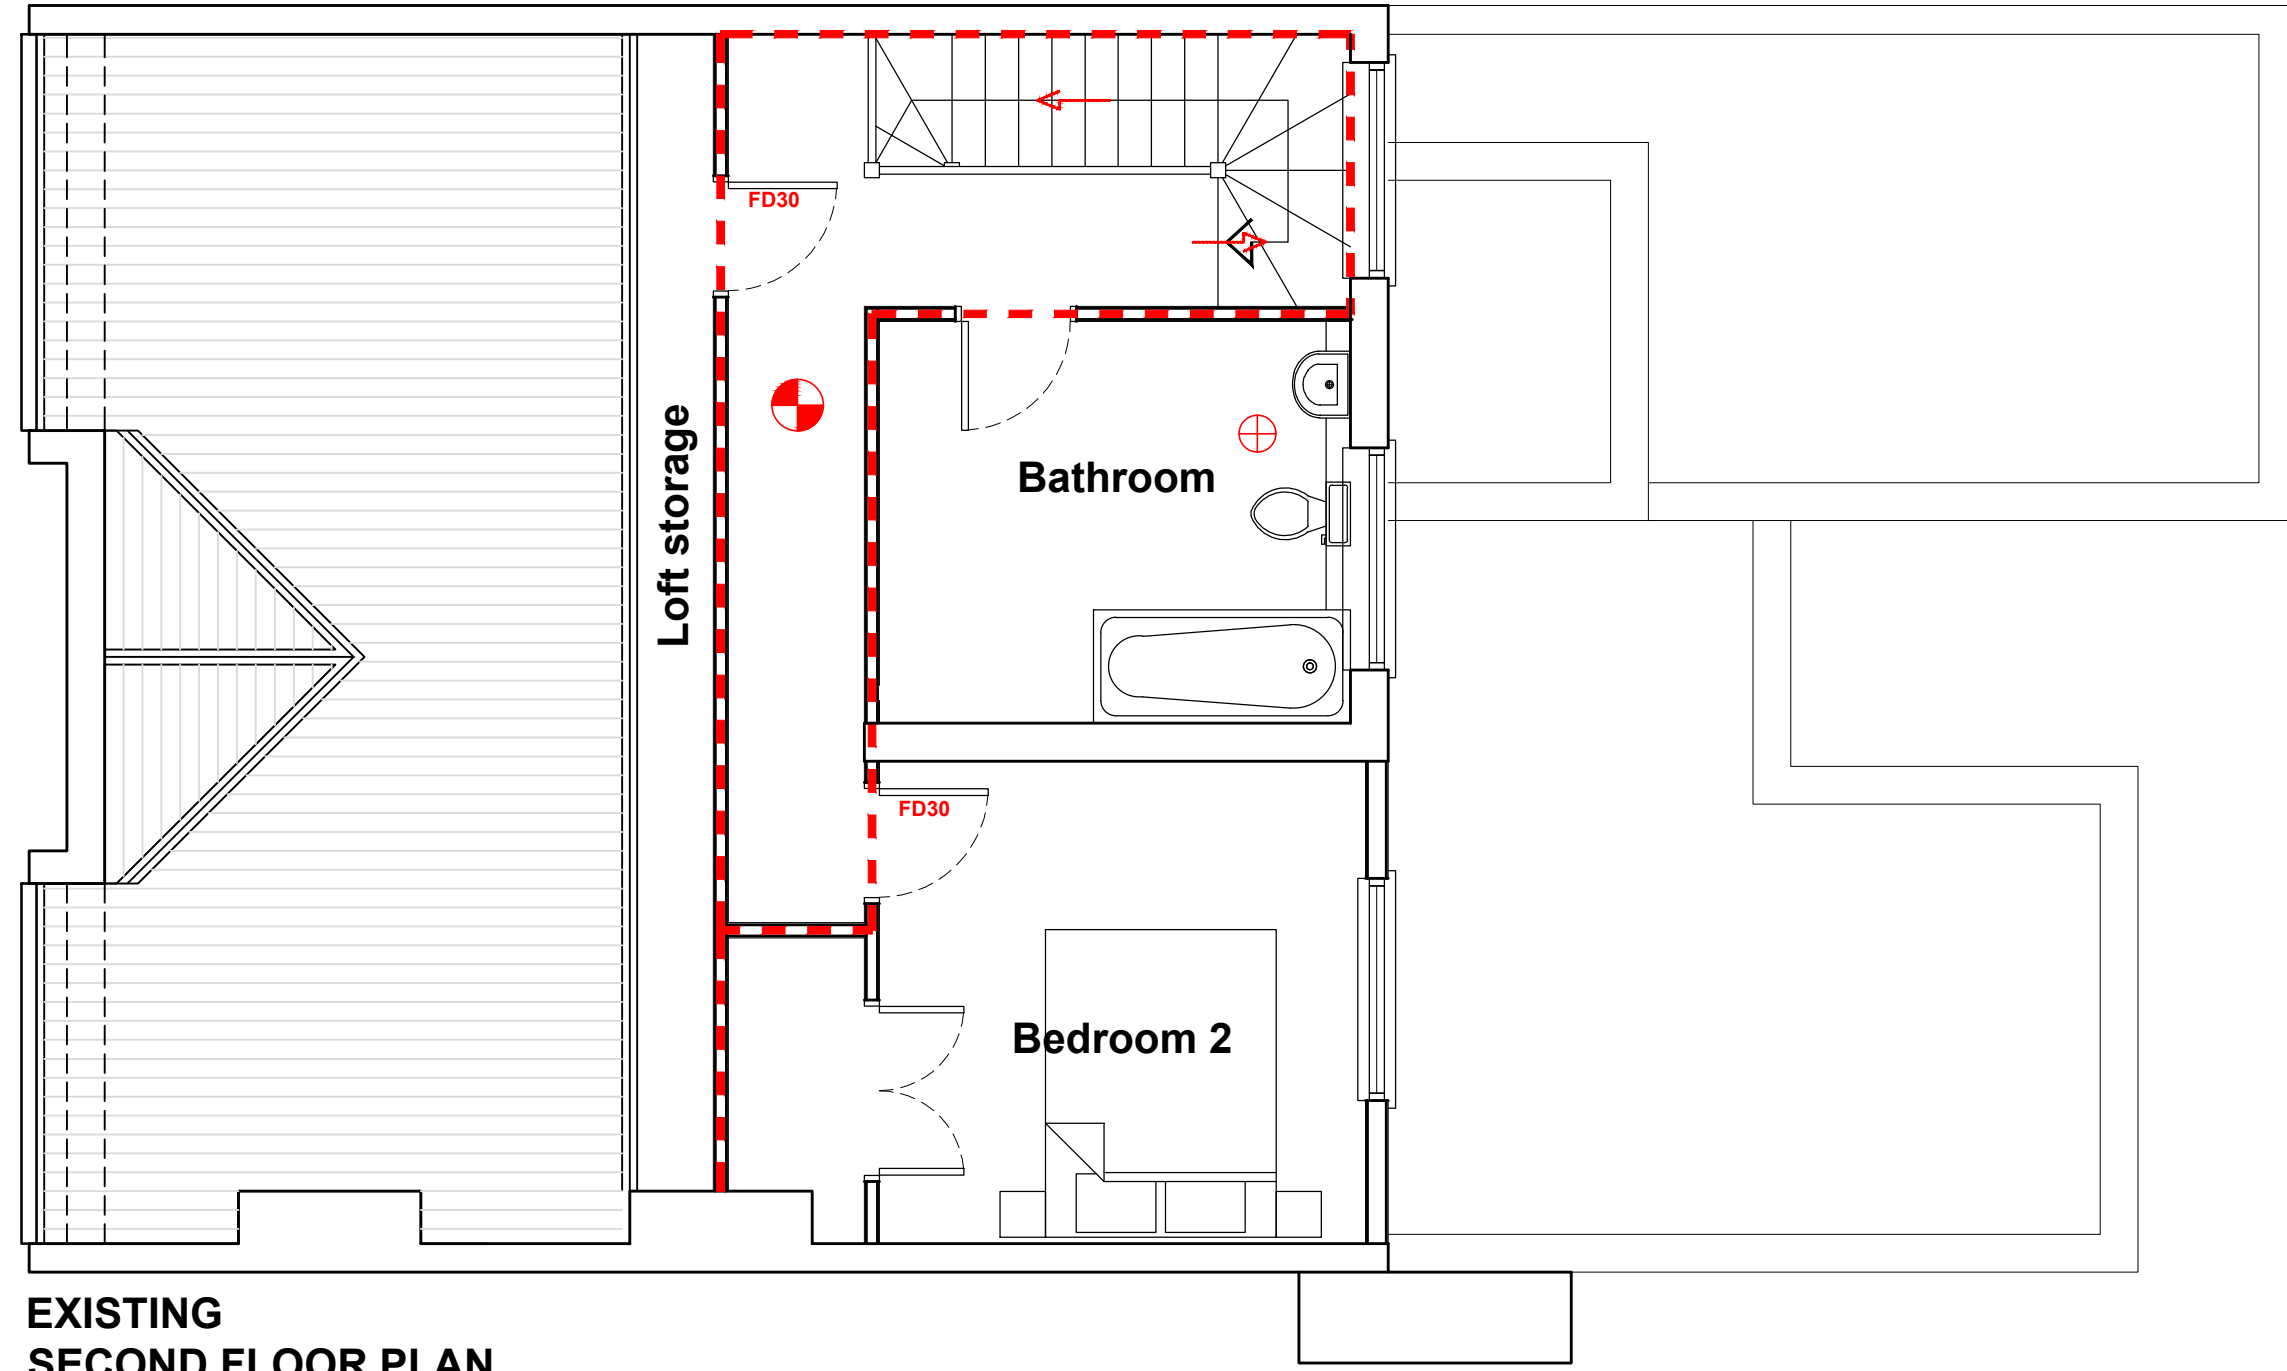 FD30
Loft storage
Bathroom
FD30
Bedroom 2
EXISTING
SECOND FLOOR PLAN